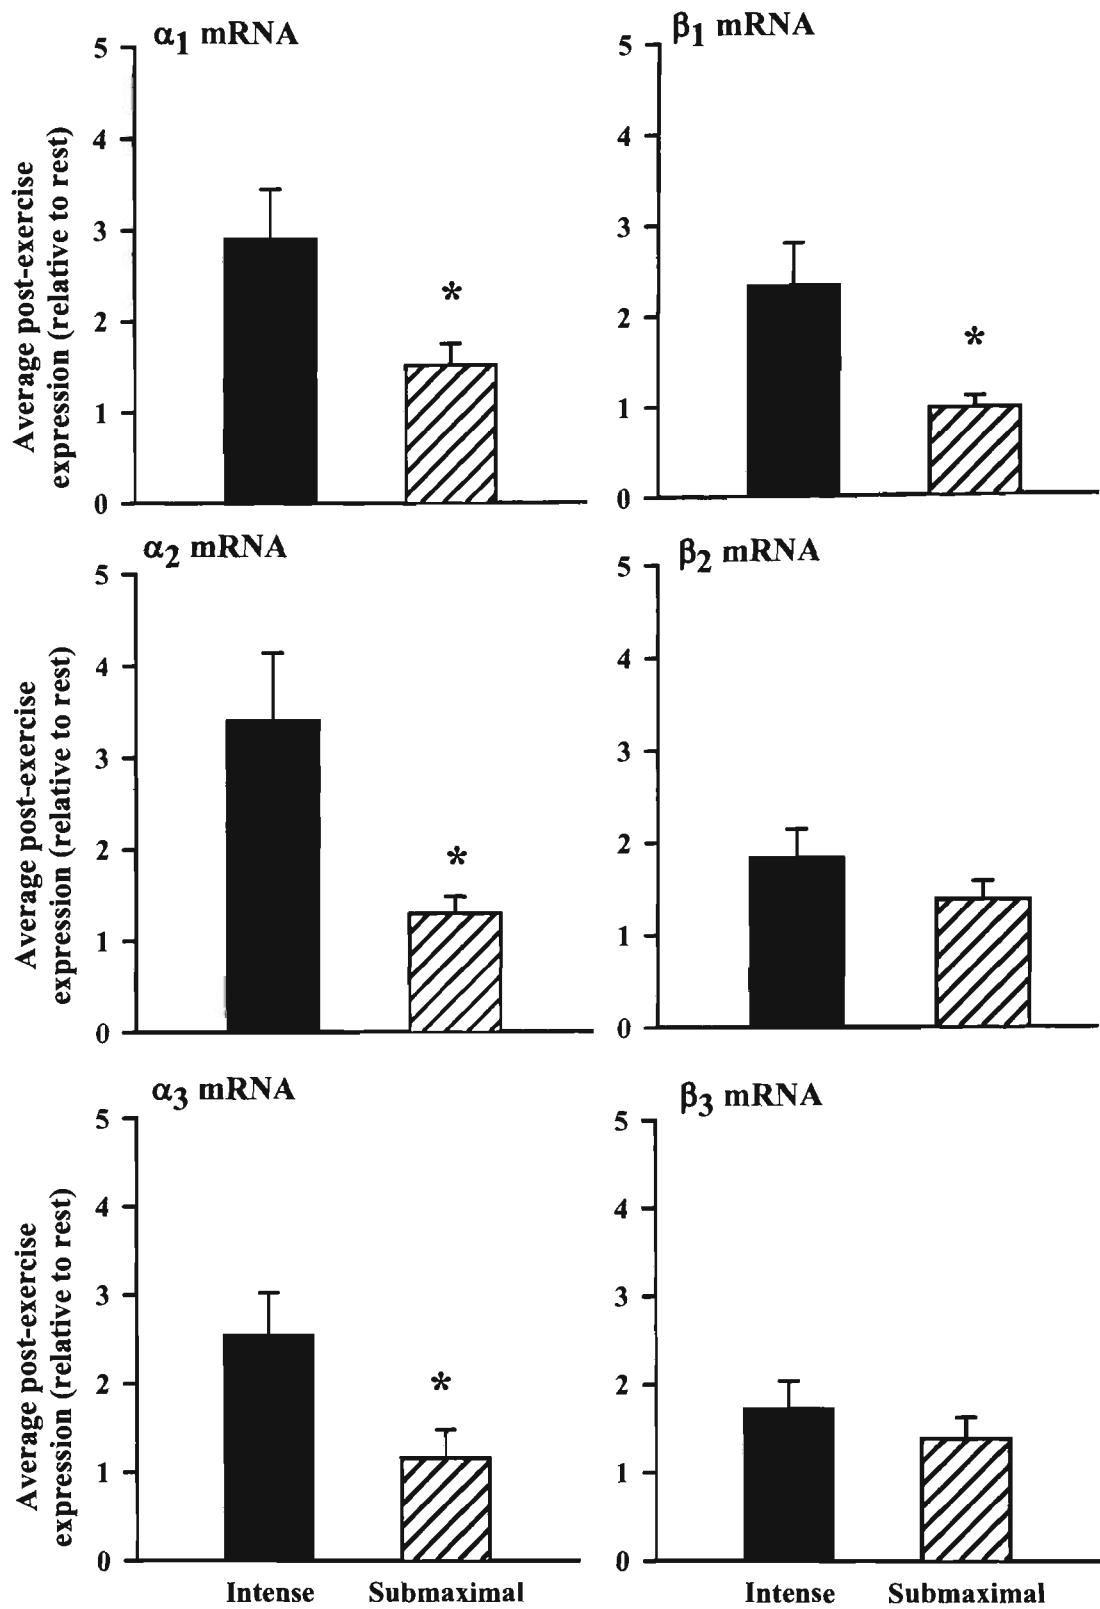 α1 mRNA
5
4
3
2
1
0
Average post-exercise
expression (relative to rest)
*
β1 mRNA
5
4
3
2
1
0
*
α2 mRNA
5
4
3
2
1
0
Average post-exercise
expression (relative to rest)
*
β2 mRNA
5
4
3
2
1
0
α3 mRNA
5
4
3
2
1
0
Average post-exercise
expression (relative to rest)
*
Intense Submaximal
β3 mRNA
5
4
3
2
1
0
Intense Submaximal